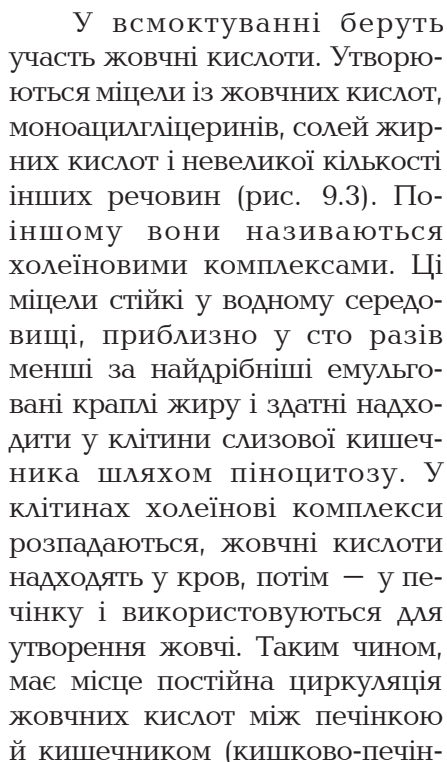 У всмоктуванні беруть
участь жовчні кислоти. Утворю-
ються міцели із жовчних кислот,
моноацилгліцеринів, солей жир-
них кислот і невеликої кількості
інших речовин (рис. 9.3). По-
іншому вони називаються
холеїновими комплексами. Ці
міцели стійкі у водному середо-
вищі, приблизно у сто разів
менші за найдрібніші емульго-
вані краплі жиру і здатні надхо-
дити у клітини слизової кишеч-
ника шляхом піноцитозу. У
клітинах холеїнові комплекси
розпадаються, жовчні кислоти
надходять у кров, потім — у пе-
чінку і використовуються для
утворення жовчі. Таким чином,
має місце постійна циркуляція
жовчних кислот між печінкою
й кишечником (кишково-печін-